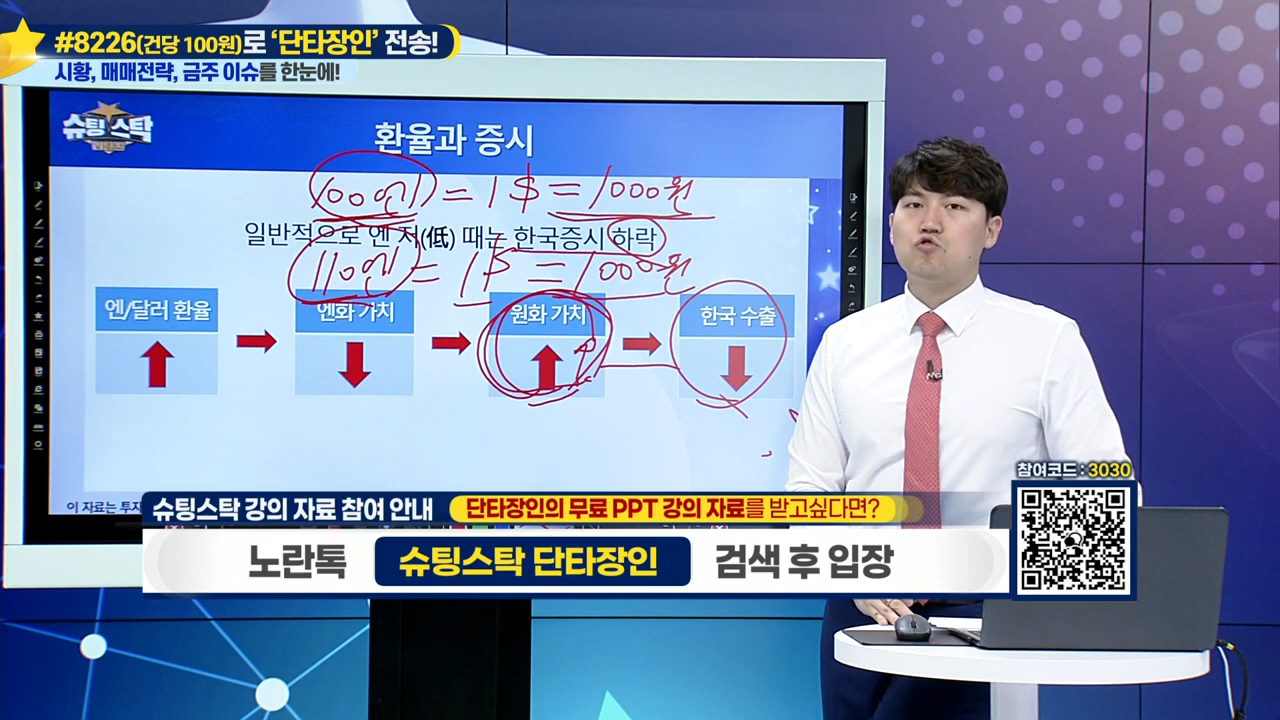 #8226(건당 100원)로 ‘단타장인’ 전송!
시황, 매매전략, 금주 이슈를 한눈에!
슈팅 스탁
환율과 증시
100엔 = 1$ = 1000원
일반적으로 엔 저(低) 때는 한국증시 하락
110엔 = 1$ = 1000원
엔/달러 환율
엔화 가치
원화 가치
한국 수출
이 자료는 투자
참여코드 : 3030
슈팅스탁 강의 자료 참여 안내
단타장인의 무료 PPT 강의 자료를 받고싶다면?
노란톡 슈팅스탁 단타장인 검색 후 입장